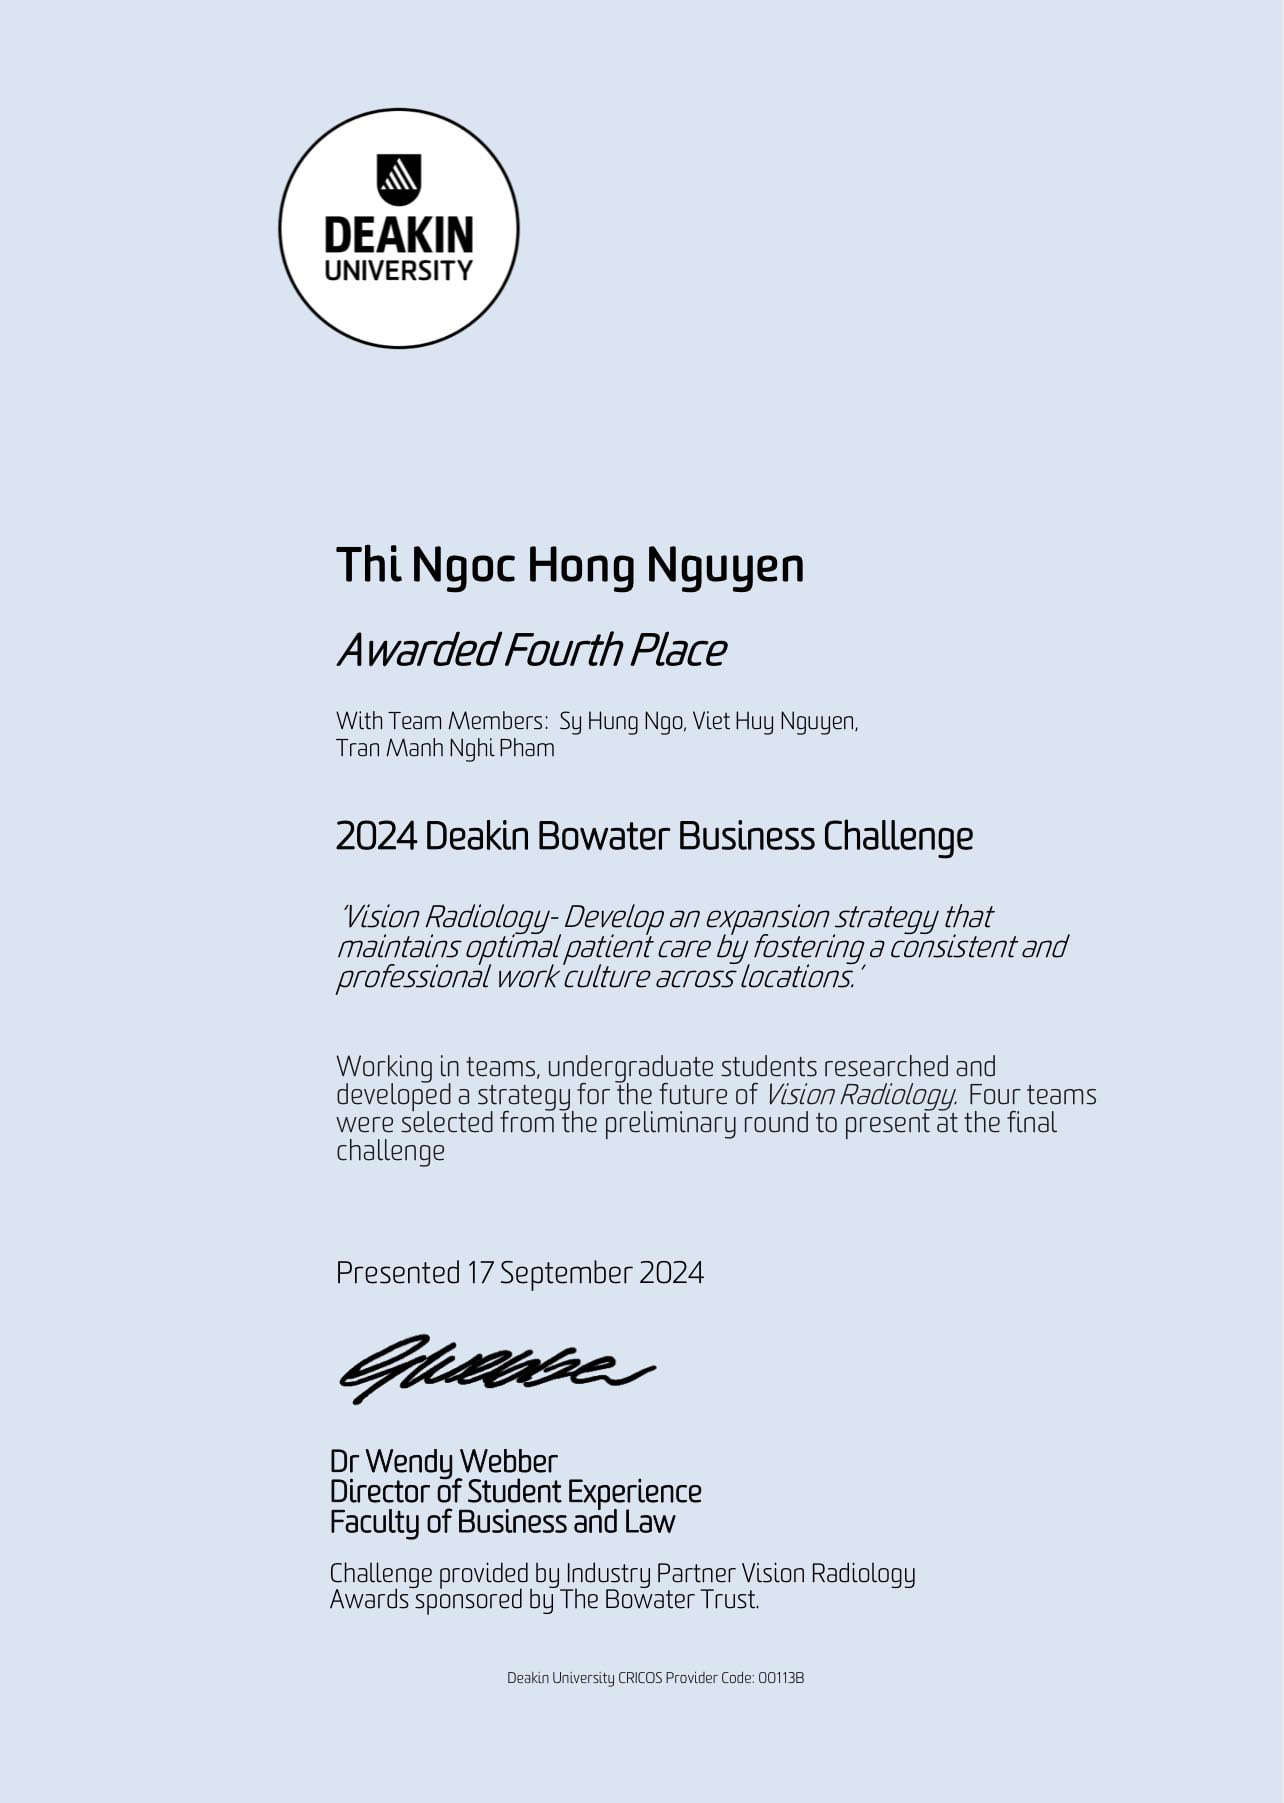 DEAKIN
UNIVERSITY
Thi Ngoc Hong Nguyen
Awarded Fourth Place
With Team Members:  Sy Hung Ngo, Viet Huy Nguyen,
Tran Manh Nghi Pham
2024 Deakin Bowater Business Challenge
‘Vision Radiology- Develop an expansion strategy that
maintains optimal patient care by fostering a consistent and
professional work culture across locations.’
Working in teams, undergraduate students researched and
developed a strategy for the future of Vision Radiology.  Four teams
were selected from the preliminary round to present at the final
challenge
Presented 17 September 2024
Dr Wendy Webber
Director of Student Experience
Faculty of Business and Law
Challenge provided by Industry Partner Vision Radiology
Awards sponsored by The Bowater Trust.
Deakin University CRICOS Provider Code: 00113B